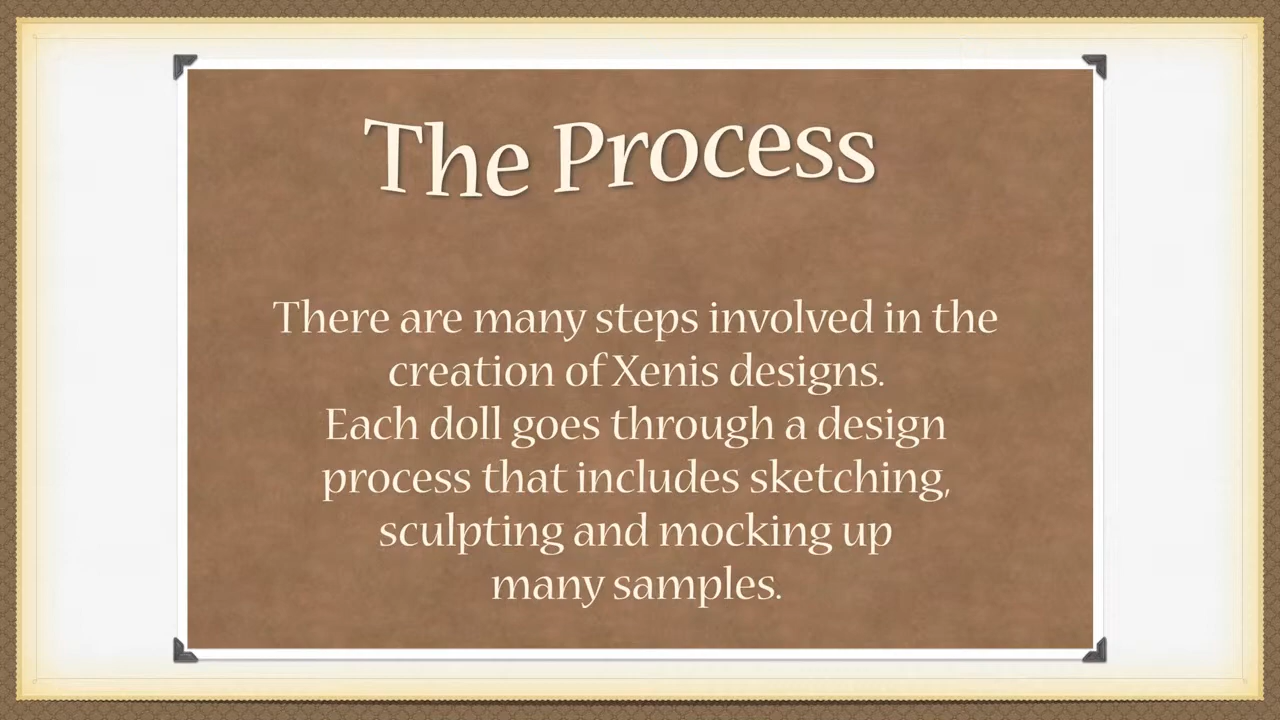 The Process
There are many steps involved in the
creation of Xenis designs.
Each doll goes through a design
process that includes sketching,
sculpting and mocking up
many samples.